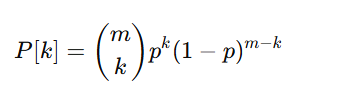 P[k] = \binom{m}{k} p^k (1 − p)^{m−k}